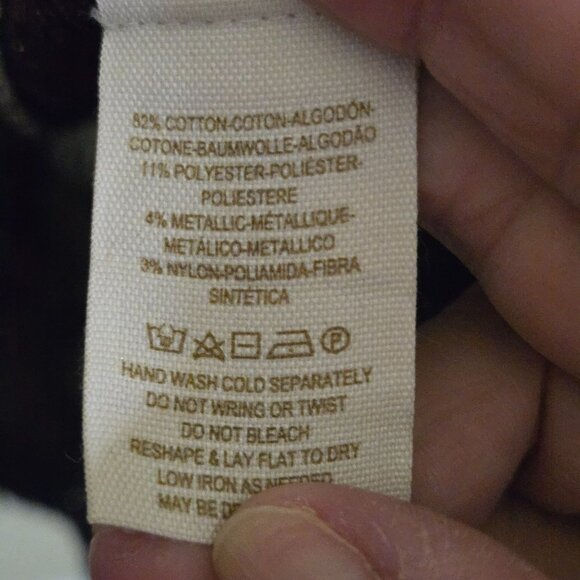 82% COTTON-COTON-ALGODÓN-
COTONE-BAUMWOLLE-ALGODÃO
11% POLYESTER-POLIÉSTER-
POLIESTERE
4% METALLIC-MÉTALLIQUE-
METÁLICO-METALLICO
3% NYLON-POLIAMIDA-FIBRA
SINTÉTICA
P
HAND WASH COLD SEPARATELY
DO NOT WRING OR TWIST
DO NOT BLEACH
RESHAPE & LAY FLAT TO DRY
LOW IRON AS NEEDED
MAY BE